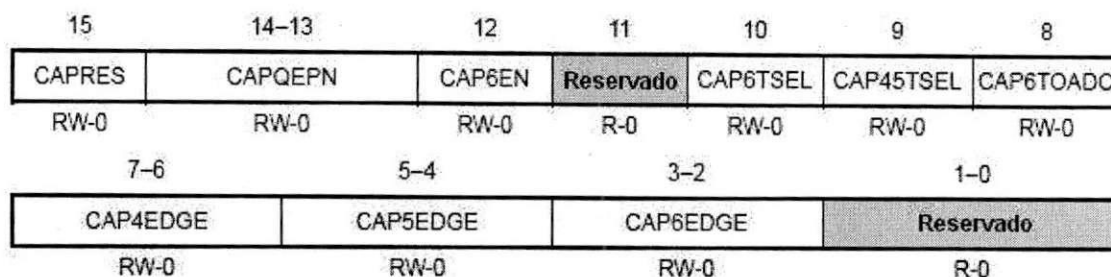 15 14–13 12 11 10 9 8
CAPRES CAPQEPN CAP6EN Reservado CAP6TSEL CAP45TSEL CAP6TOADC
RW-0 RW-0 RW-0 R-0 RW-0 RW-0 RW-0
7–6 5–4 3–2 1–0
CAP4EDGE CAP5EDGE CAP6EDGE Reservado
RW-0 RW-0 RW-0 R-0